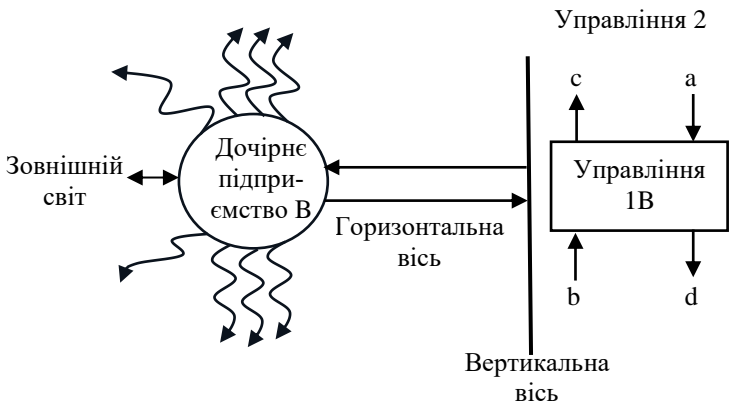 Управління 2
c
a
Дочірнє
підпри-
ємство В
Зовнішній
світ
Управління
1В
Горизонтальна
вісь
b
d
Вертикальна
вісь